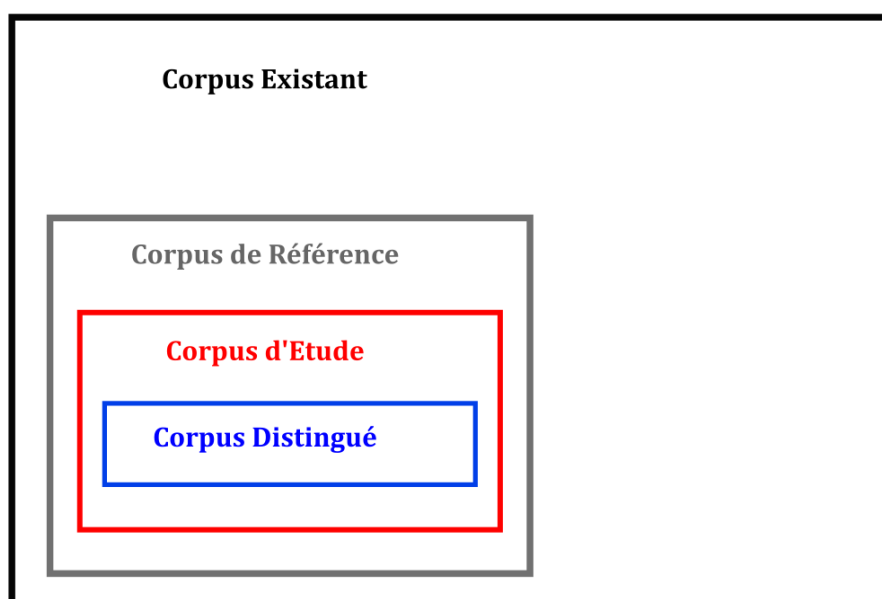 Corpus Existant
Corpus de Référence
Corpus d'Etude
Corpus Distingué